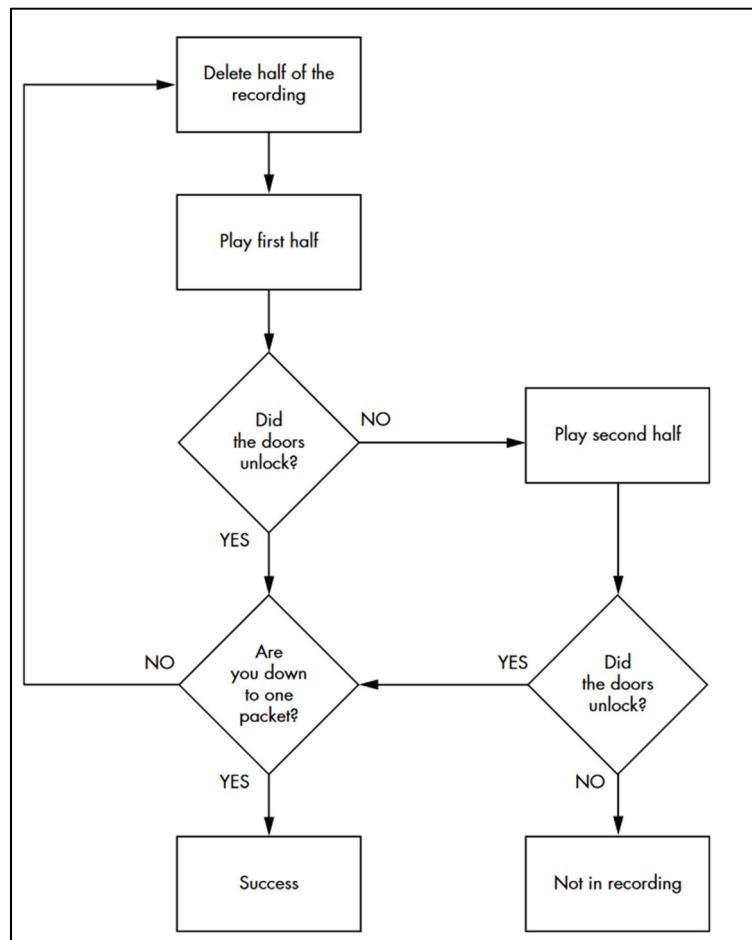 Delete half of the
recording
Play first half
Did
the doors
unlock?
NO
Play second half
YES
Are
you down
to one
packet?
NO
YES
Did
the doors
unlock?
YES
NO
Success
Not in recording